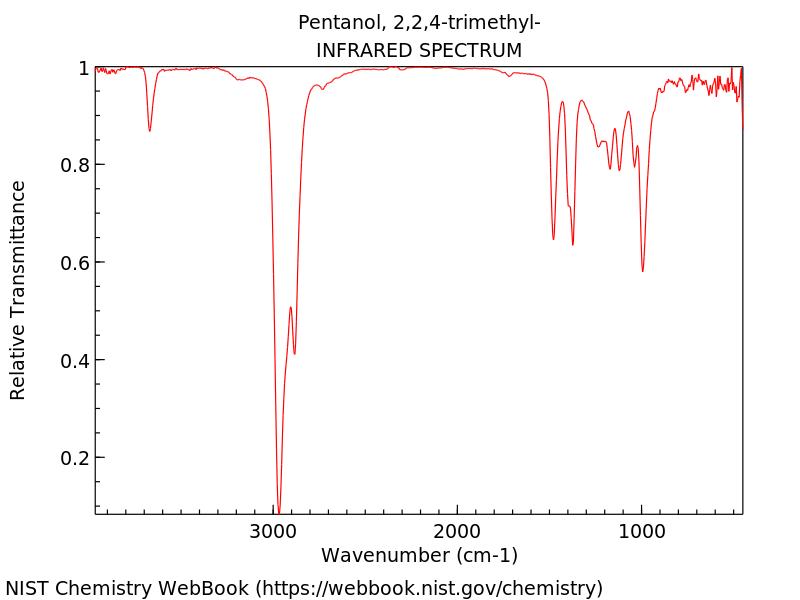 Pentanol, 2,2,4-trimethyl-
INFRARED SPECTRUM
1
0.8
0.6
0.4
0.2
Relative Transmittance
3000 2000 1000
Wavenumber (cm-1)
NIST Chemistry WebBook (https://webbook.nist.gov/chemistry)